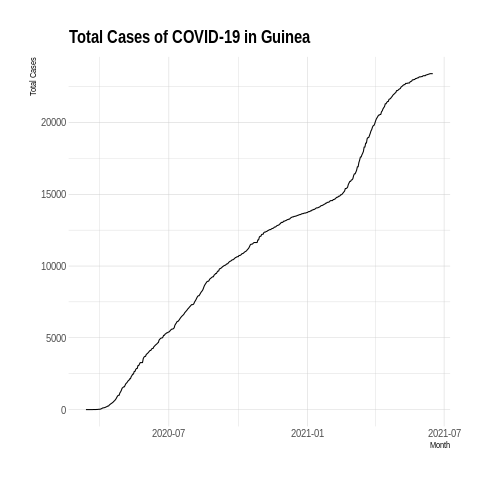 Total Cases of COVID-19 in Guinea
Total Cases
20000
15000
10000
5000
0
2020-07 2021-01 2021-07
Month